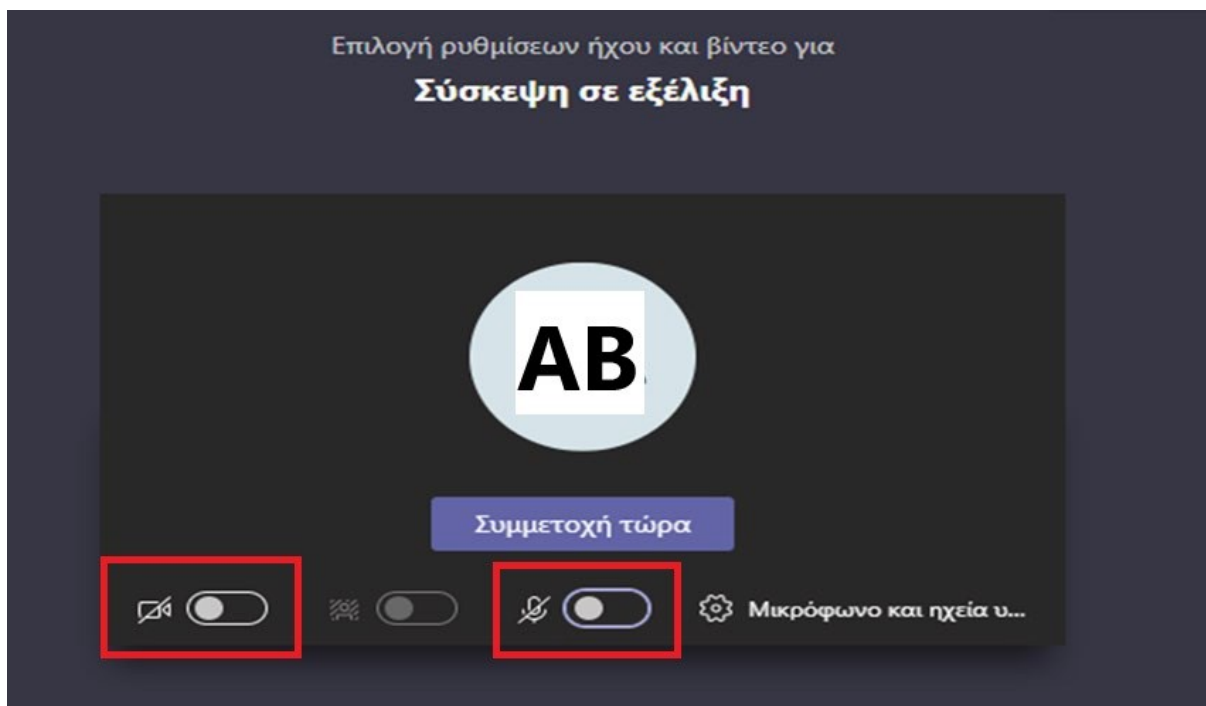 Επιλογή ρυθμίσεων ήχου και βίντεο για
Σύσκεψη σε εξέλιξη
AB
Συμμετοχή τώρα
Μικρόφωνο και ηχεία υ...